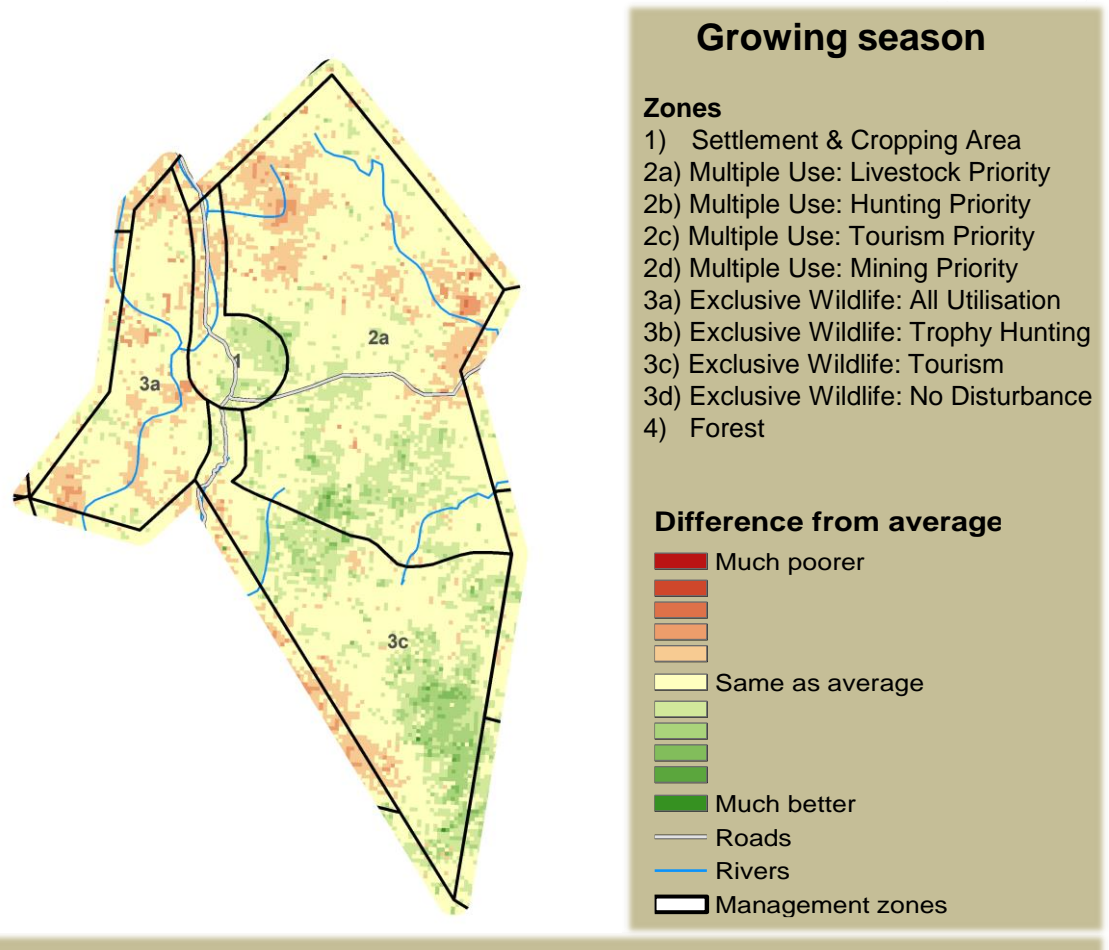 Growing season
Zones
1) Settlement & Cropping Area
2a) Multiple Use: Livestock Priority
2b) Multiple Use: Hunting Priority
2c) Multiple Use: Tourism Priority
2d) Multiple Use: Mining Priority
3a) Exclusive Wildlife: All Utilisation
3b) Exclusive Wildlife: Trophy Hunting
3c) Exclusive Wildlife: Tourism
3d) Exclusive Wildlife: No Disturbance
4) Forest
Difference from average
Much poorer
Same as average
Much better
Roads
Rivers
Management zones
2a
1
3a
3c